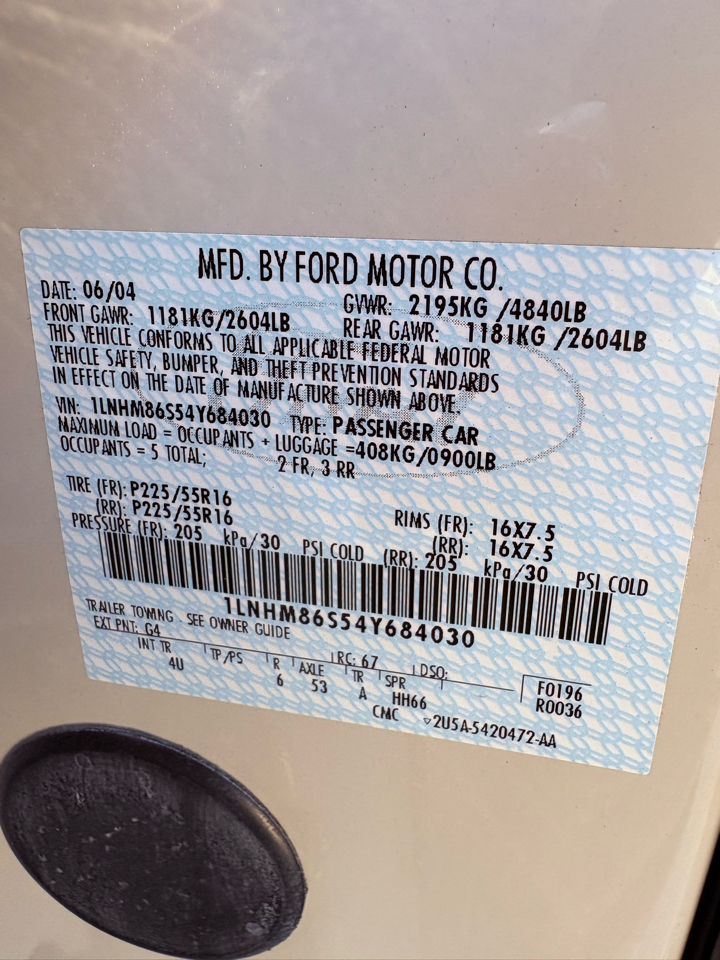 MFD. BY FORD MOTOR CO.
DATE: 06/04 GVWR: 2195KG /4840LB
FRONT GAWR: 1181KG/2604LB REAR GAWR: 1181KG /2604LB
THIS VEHICLE CONFORMS TO ALL APPLICABLE FEDERAL MOTOR
VEHICLE SAFETY, BUMPER, AND THEFT PREVENTION STANDARDS
IN EFFECT ON THE DATE OF MANUFACTURE SHOWN ABOVE.
VIN: 1LNHM86S54Y684030 TYPE: PASSENGER CAR
MAXIMUM LOAD = OCCUPANTS + LUGGAGE =408KG/0900LB
OCCUPANTS = 5 TOTAL; 2 FR, 3 RR
TIRE (FR): P225/55R16 RIMS (FR): 16X7.5
(RR): P225/55R16 (RR): 16X7.5
PRESSURE (FR): 205 kPa/30 PSI COLD (RR): 205 kPa/30 PSI COLD
1LNHM86S54Y684030
TRAILER TOWING SEE OWNER GUIDE
EXT PNT: G4 RC: 67 DSO:
INT TR TP/PS R AXLE TR SPR F0196
4U 6 53 A HH66 R0036
CMC ▽2U5A-5420472-AA